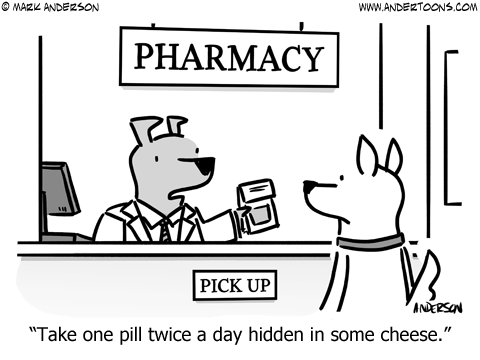 © MARK ANDERSON
WWW.ANDERTOONS.COM
PHARMACY
PICK UP
ANDERSON
“Take one pill twice a day hidden in some cheese.”